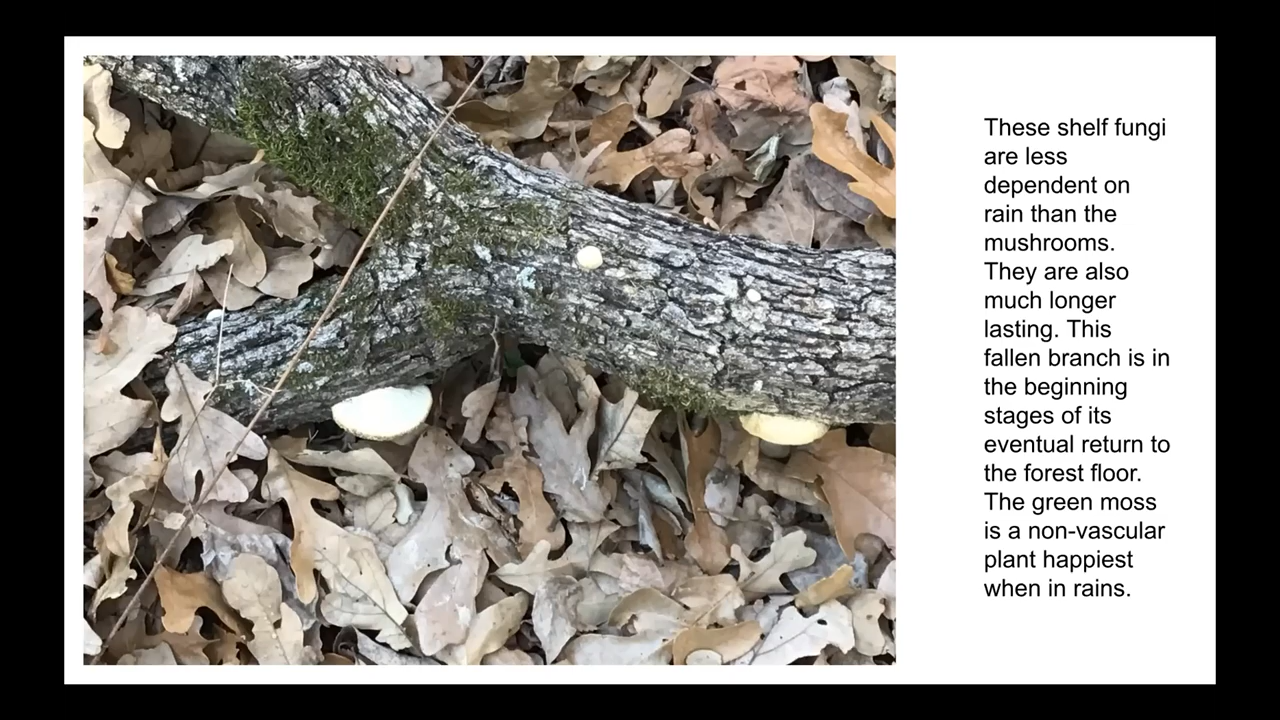 These shelf fungi
are less
dependent on
rain than the
mushrooms.
They are also
much longer
lasting. This
fallen branch is in
the beginning
stages of its
eventual return to
the forest floor.
The green moss
is a non-vascular
plant happiest
when in rains.